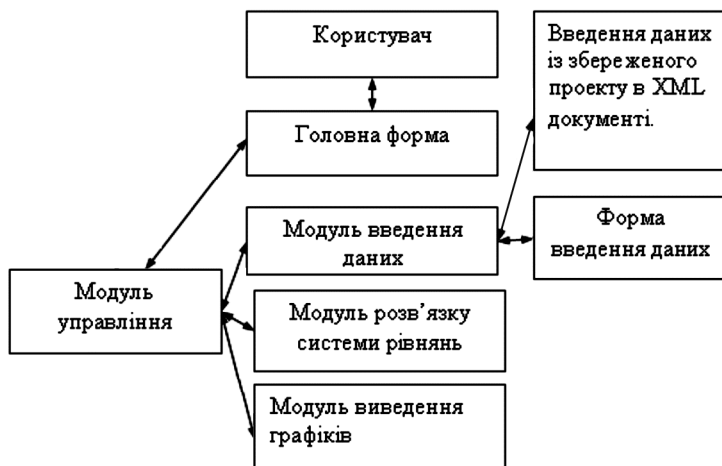 Користувач
Головна форма
Модуль введення
даних
Модуль
управління
Модуль розв’язку
системи рівнянь
Модуль виведення
графіків
Введення даних
із збереженого
проекту в XML
документі.
Форма
введення даних